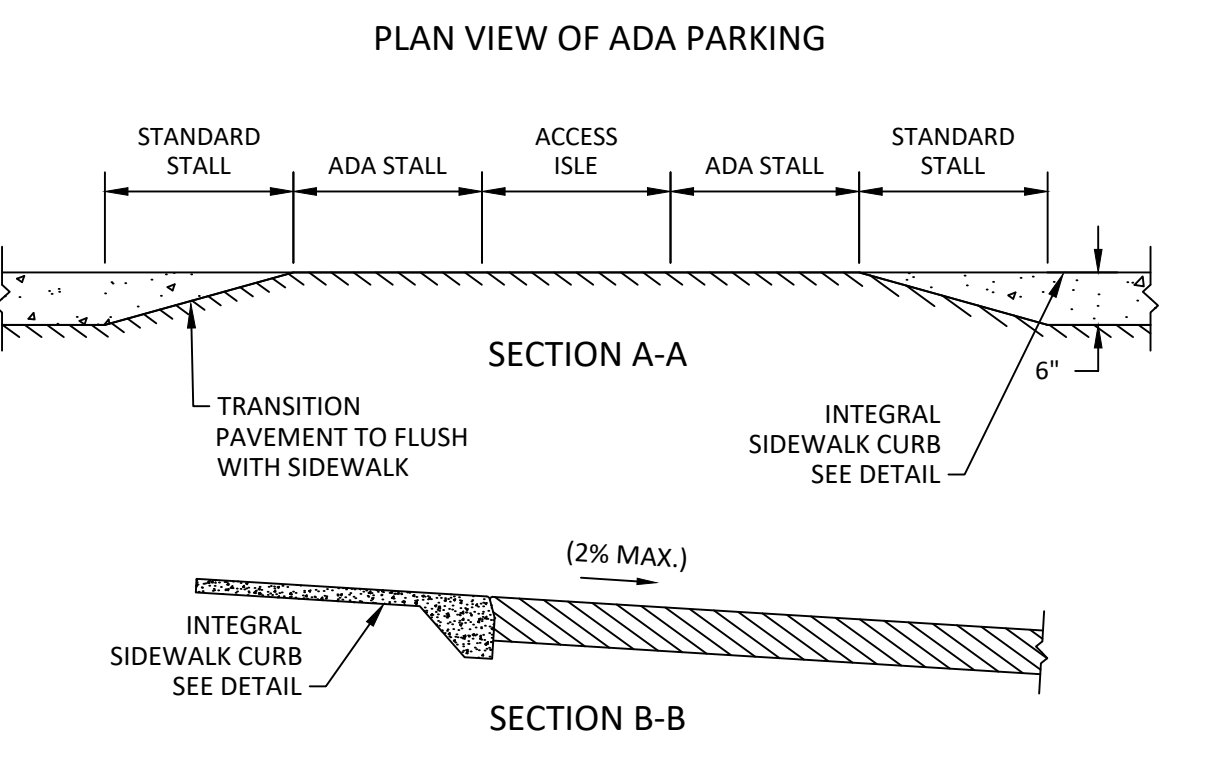 PLAN VIEW OF ADA PARKING
STANDARD
STALL
ADA STALL
ACCESS
ISLE
ADA STALL
STANDARD
STALL
SECTION A-A
6"
TRANSITION
PAVEMENT TO FLUSH
WITH SIDEWALK
INTEGRAL
SIDEWALK CURB
SEE DETAIL
(2% MAX.)
INTEGRAL
SIDEWALK CURB
SEE DETAIL
SECTION B-B